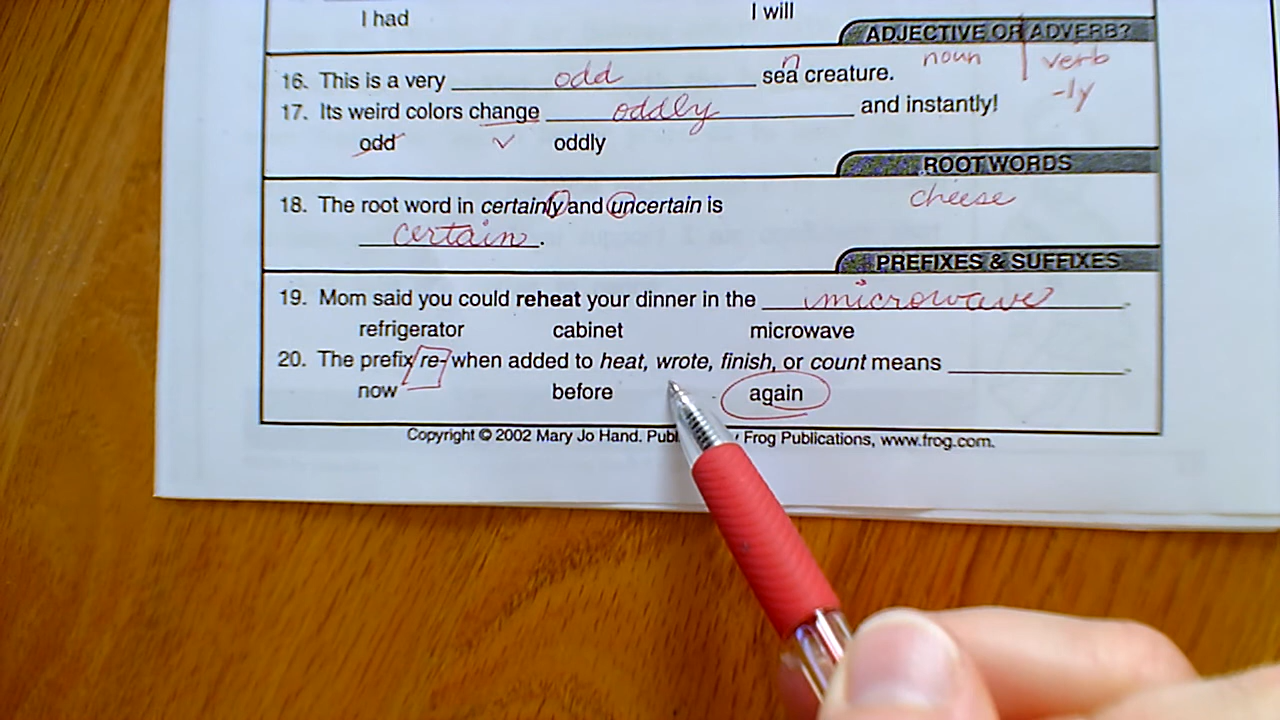 I had I will
ADJECTIVE OR ADVERB?
noun verb
16. This is a very odd sea creature.
n
-ly
17. Its weird colors change oddly and instantly!
odd v oddly
ROOT WORDS
cheese
18. The root word in certainly and uncertain is
certain.
PREFIXES & SUFFIXES
19. Mom said you could reheat your dinner in the microwave.
refrigerator cabinet microwave
20. The prefix re- when added to heat, wrote, finish, or count means ____.
now before again
Copyright © 2002 Mary Jo Hand. Frog Publications, www.frog.com.